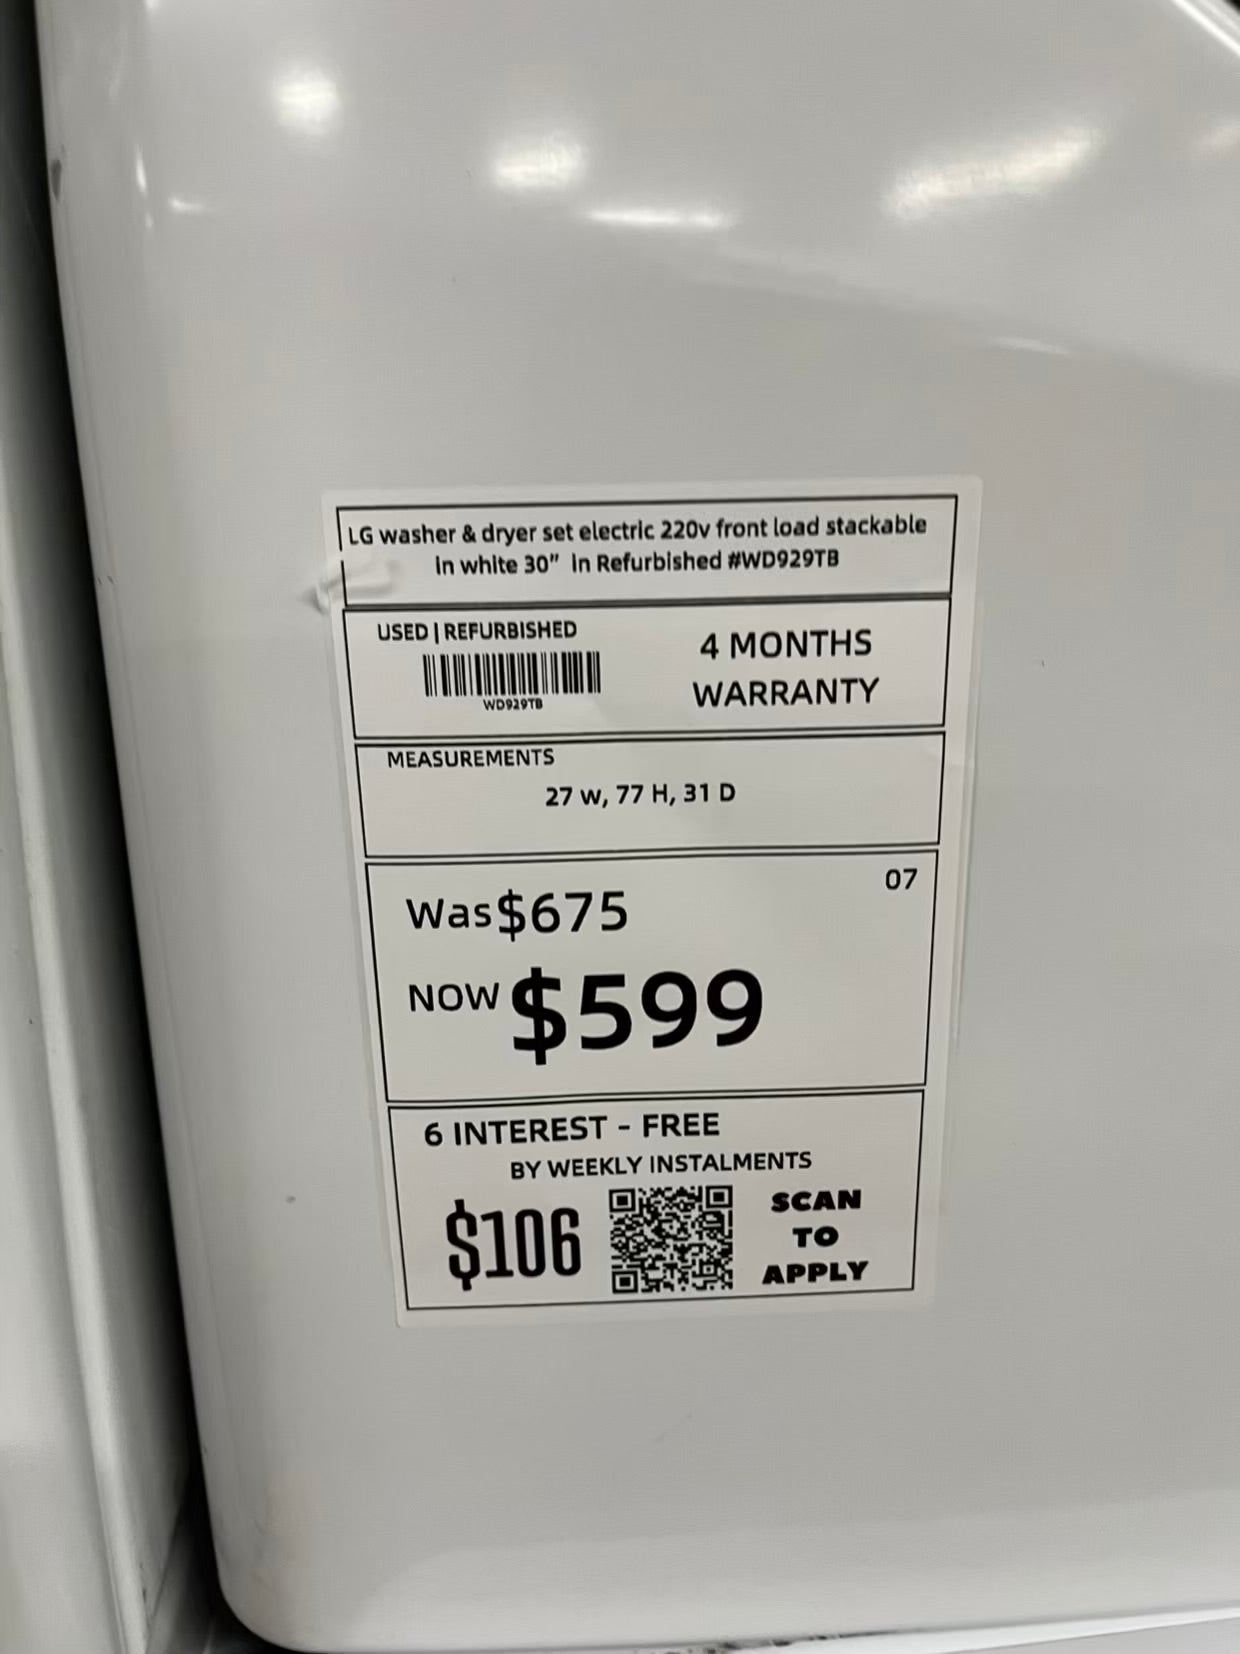 LG washer & dryer set electric 220v front load stackable
in white 30” in Refurbished #WD929TB
USED | REFURBISHED
WD929TB
4 MONTHS
WARRANTY
MEASUREMENTS
27 w, 77 H, 31 D
07
Was $675
NOW $599
6 INTEREST - FREE
BY WEEKLY INSTALMENTS
$106
SCAN
TO
APPLY